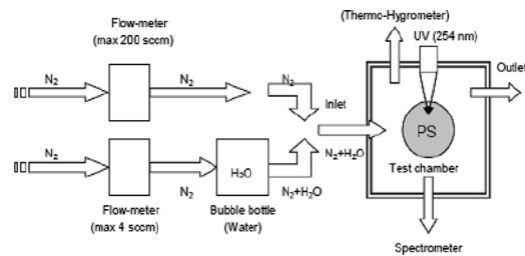 Flow-meter
(max 200 sccm)
N2
N2
N2
(Thermo-Hygrometer)
UV (254 nm)
Outlet
Inlet
PS
N2
N2
H2O
N2+H2O
N2+H2O
Test chamber
Flow-meter
(max 4 sccm)
Bubble bottle
(Water)
Spectrometer